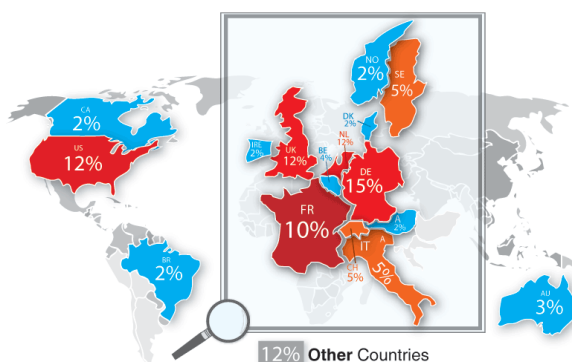 CA
2%
US
12%
BR
2%
NO
2%
SE
5%
DK
2%
NL
12%
BE
4%
IRE
2%
UK
12%
DE
15%
FR
10%
A
2%
CH
5%
IT
A
5%
AU
3%
12% Other Countries